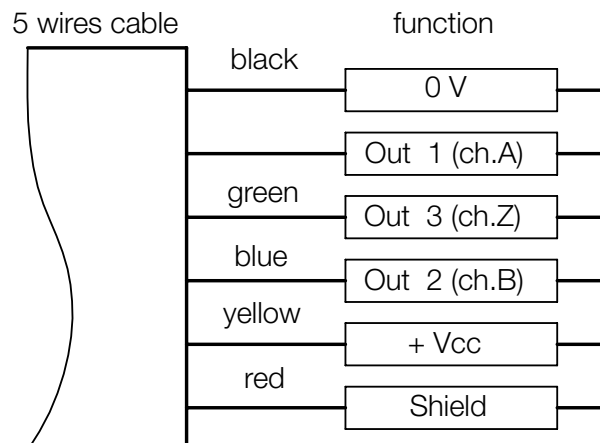 5 wires cable function
black
0 V
Out 1 (ch.A)
green
Out 3 (ch.Z)
blue
Out 2 (ch.B)
yellow
+ Vcc
red
Shield